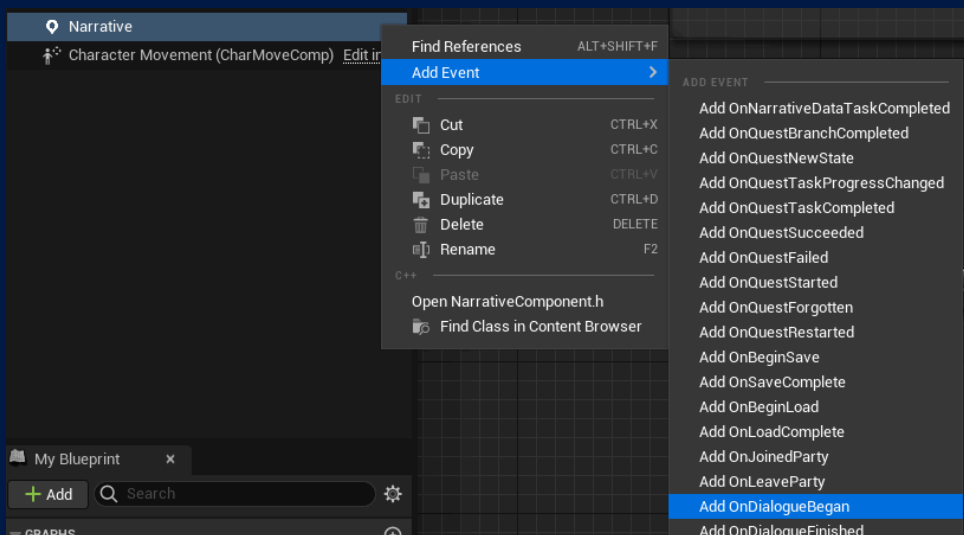 Narrative
Character Movement (CharMoveComp) Edit in
Find References ALT+SHIFT+F
Add Event
EDIT
Cut CTRL+X
Copy CTRL+C
Paste CTRL+V
Duplicate CTRL+D
Delete DELETE
Rename F2
C++
Open NarrativeComponent.h
Find Class in Content Browser
ADD EVENT
Add OnNarrativeDataTaskCompleted
Add OnQuestBranchCompleted
Add OnQuestNewState
Add OnQuestTaskProgressChanged
Add OnQuestTaskCompleted
Add OnQuestSucceeded
Add OnQuestFailed
Add OnQuestStarted
Add OnQuestForgotten
Add OnQuestRestarted
Add OnBeginSave
Add OnSaveComplete
Add OnBeginLoad
Add OnLoadComplete
Add OnJoinedParty
Add OnLeaveParty
Add OnDialogueBegan
Add OnDialogueFinished
My Blueprint
Add Search
GRAPHS